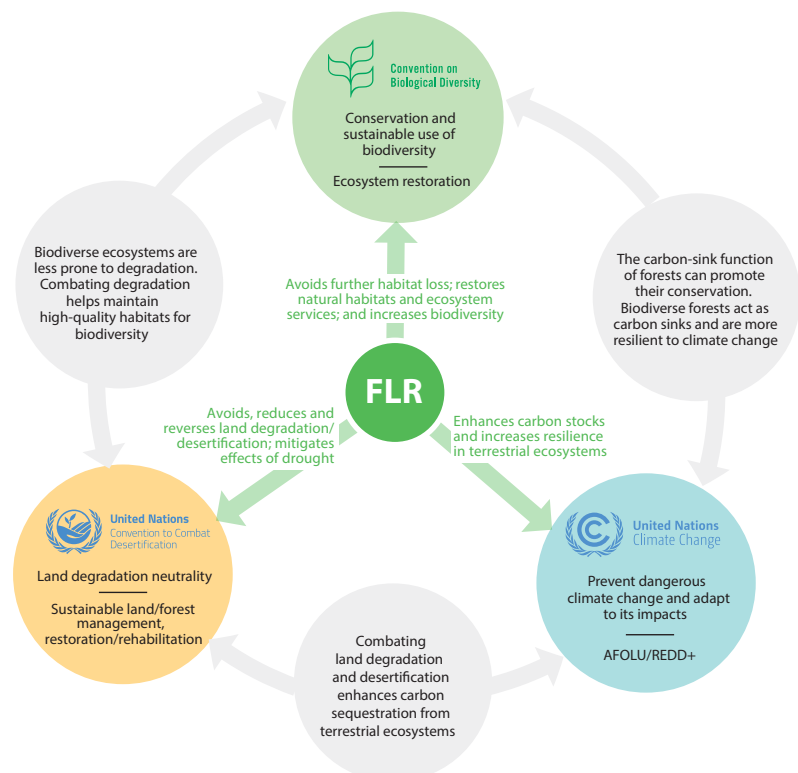 Convention on
Biological Diversity
Conservation and
sustainable use of
biodiversity
Ecosystem restoration
Biodiverse ecosystems are
less prone to degradation.
Combating degradation
helps maintain
high-quality habitats for
biodiversity
The carbon-sink function
of forests can promote
their conservation.
Biodiverse forests act as
carbon sinks and are more
resilient to climate change
Avoids further habitat loss; restores
natural habitats and ecosystem
services; and increases biodiversity
FLR
Avoids, reduces and
reverses land degradation/
desertification; mitigates
effects of drought
Enhances carbon stocks
and increases resilience
in terrestrial ecosystems
United Nations
Convention to Combat
Desertification
Land degradation neutrality
Sustainable land/forest
management,
restoration/rehabilitation
United Nations
Climate Change
Prevent dangerous
climate change and adapt
to its impacts
AFOLU/REDD+
Combating
land degradation
and desertification
enhances carbon
sequestration from
terrestrial ecosystems